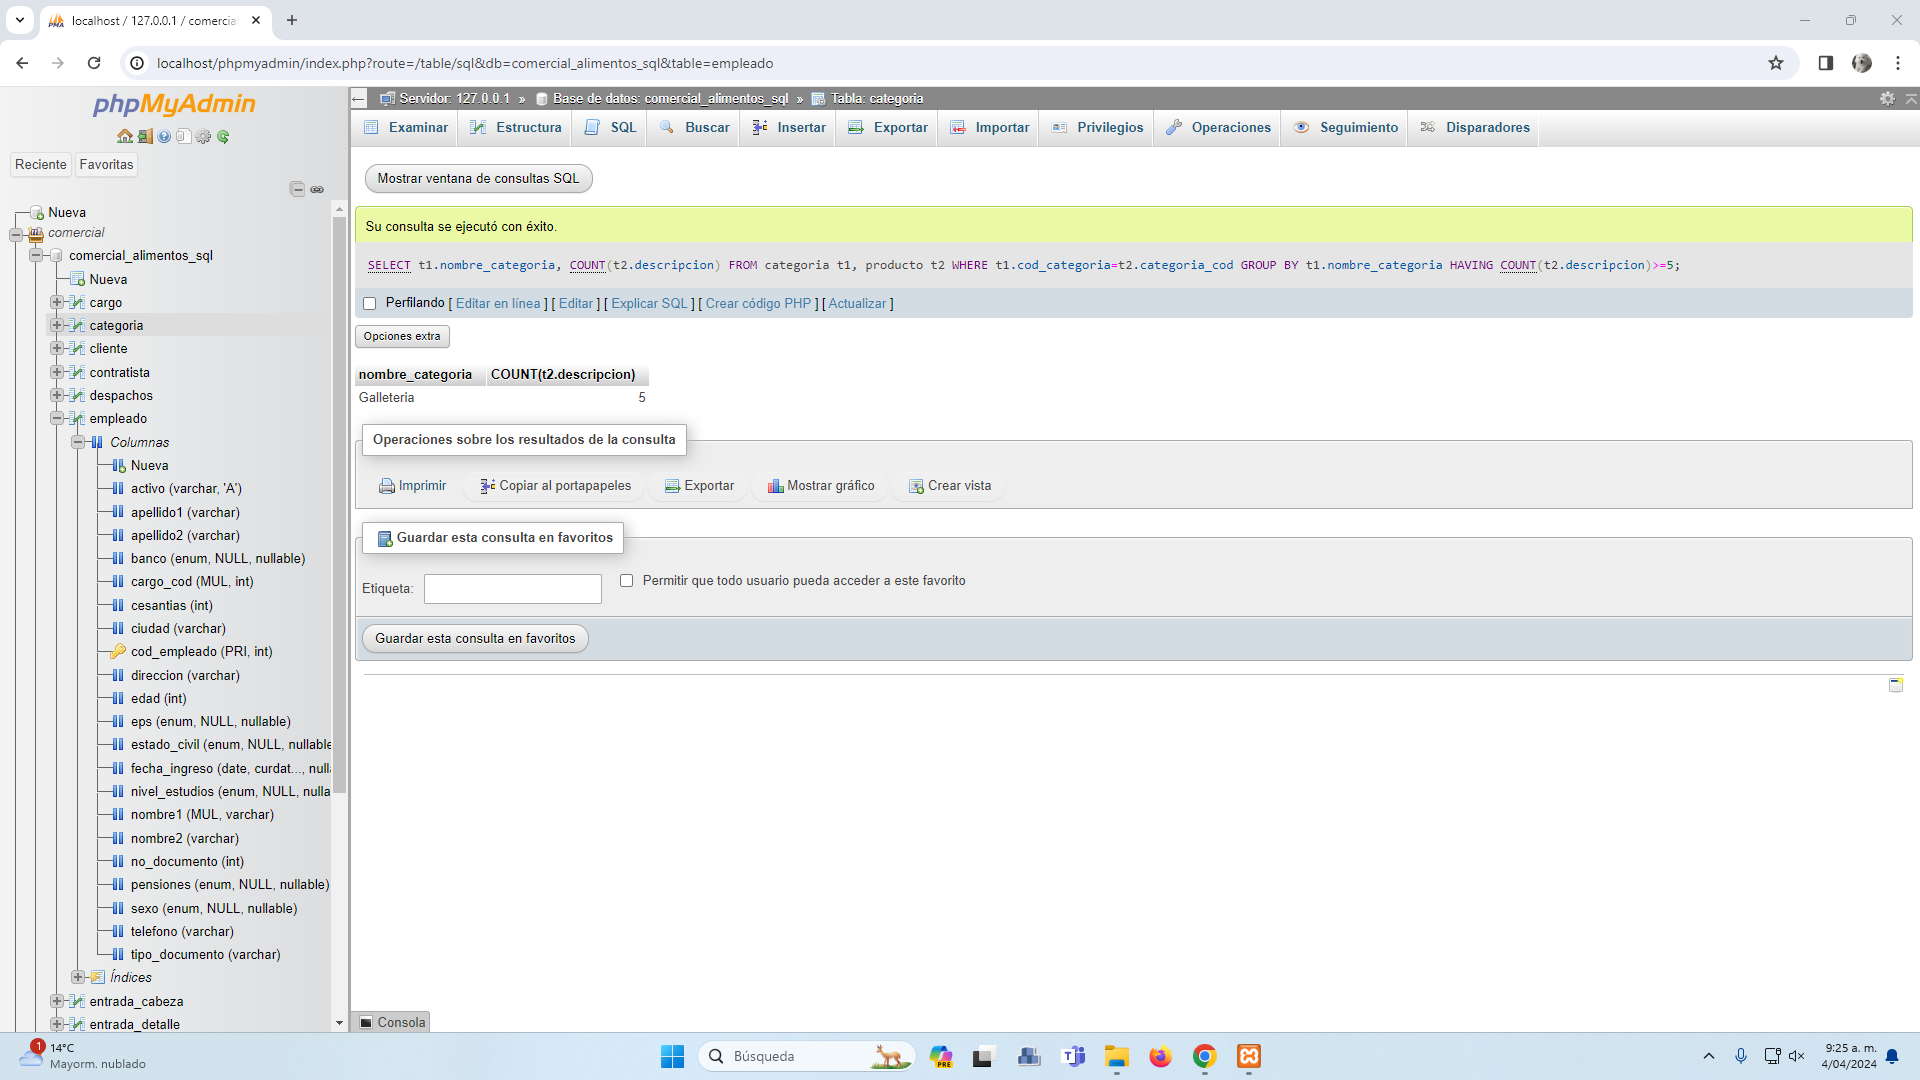 localhost / 127.0.0.1 / comercia
localhost/phpmyadmin/index.php?route=/table/sql&db=comercial_alimentos_sql&table=empleado
phpMyAdmin
Reciente
Favoritas
Nueva
comercial
comercial_alimentos_sql
Nueva
cargo
categoria
cliente
contratista
despachos
empleado
Columnas
Nueva
activo (varchar, 'A')
apellido1 (varchar)
apellido2 (varchar)
banco (enum, NULL, nullable)
cargo_cod (MUL, int)
cesantias (int)
ciudad (varchar)
cod_empleado (PRI, int)
direccion (varchar)
edad (int)
eps (enum, NULL, nullable)
estado_civil (enum, NULL, nullable
fecha_ingreso (date, curdat..., null
nivel_estudios (enum, NULL, nulla
nombre1 (MUL, varchar)
nombre2 (varchar)
no_documento (int)
pensiones (enum, NULL, nullable)
sexo (enum, NULL, nullable)
telefono (varchar)
tipo_documento (varchar)
Índices
entrada_cabeza
entrada_detalle
Servidor: 127.0.0.1 » Base de datos: comercial_alimentos_sql » Tabla: categoria
Examinar Estructura SQL Buscar Insertar Exportar Importar Privilegios Operaciones Seguimiento Disparadores
Mostrar ventana de consultas SQL
Su consulta se ejecutó con éxito.
SELECT t1.nombre_categoria, COUNT(t2.descripcion) FROM categoria t1, producto t2 WHERE t1.cod_categoria=t2.categoria_cod GROUP BY t1.nombre_categoria HAVING COUNT(t2.descripcion)>=5;
Perfilando [ Editar en línea ] [ Editar ] [ Explicar SQL ] [ Crear código PHP ] [ Actualizar ]
Opciones extra
nombre_categoria COUNT(t2.descripcion)
Galleteria 5
Operaciones sobre los resultados de la consulta
Imprimir Copiar al portapapeles Exportar Mostrar gráfico Crear vista
Guardar esta consulta en favoritos
Etiqueta: Permitir que todo usuario pueda acceder a este favorito
Guardar esta consulta en favoritos
Consola
1
14°C
Mayorm. nublado
Búsqueda
PRE
9:25 a. m.
4/04/2024